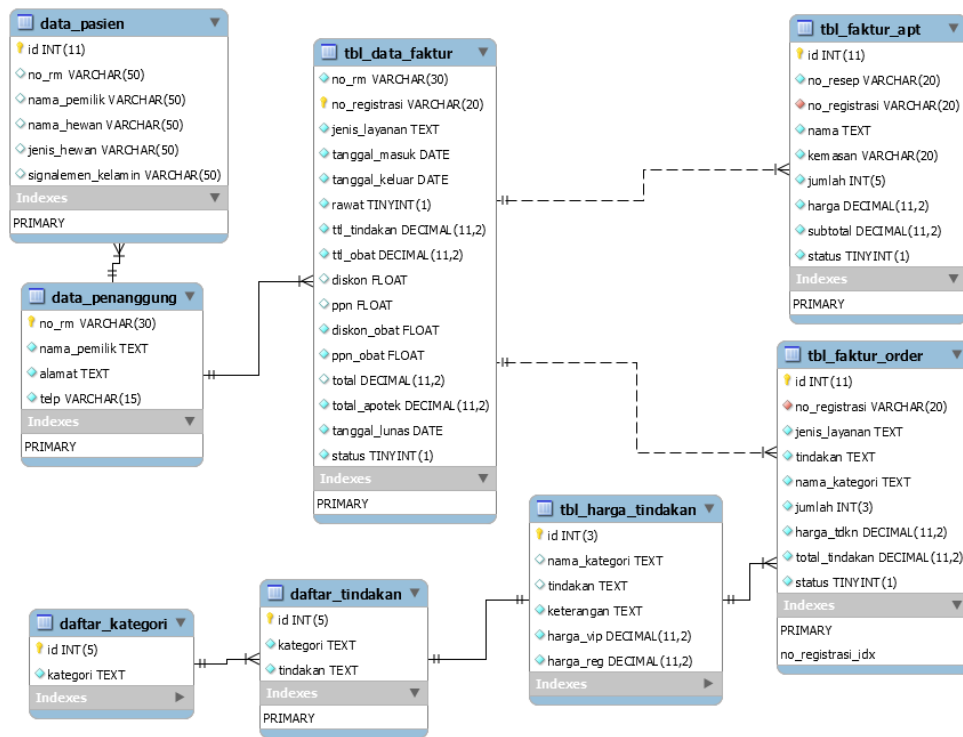 data_pasien
id INT(11)
no_rm VARCHAR(50)
nama_pemilik VARCHAR(50)
nama_hewan VARCHAR(50)
jenis_hewan VARCHAR(50)
signalemen_kelamin VARCHAR(50)
Indexes
PRIMARY
data_penanggung
no_rm VARCHAR(30)
nama_pemilik TEXT
alamat TEXT
telp VARCHAR(15)
Indexes
PRIMARY
tbl_data_faktur
no_rm VARCHAR(30)
no_registrasi VARCHAR(20)
jenis_layanan TEXT
tanggal_masuk DATE
tanggal_keluar DATE
rawat TINYINT(1)
ttl_tindakan DECIMAL(11,2)
ttl_obat DECIMAL(11,2)
diskon FLOAT
ppn FLOAT
diskon_obat FLOAT
ppn_obat FLOAT
total DECIMAL(11,2)
total_apotek DECIMAL(11,2)
tanggal_lunas DATE
status TINYINT(1)
Indexes
PRIMARY
tbl_faktur_apt
id INT(11)
no_resep VARCHAR(20)
no_registrasi VARCHAR(20)
nama TEXT
kemasan VARCHAR(20)
jumlah INT(5)
harga DECIMAL(11,2)
subtotal DECIMAL(11,2)
status TINYINT(1)
Indexes
PRIMARY
tbl_faktur_order
id INT(11)
no_registrasi VARCHAR(20)
jenis_layanan TEXT
tindakan TEXT
nama_kategori TEXT
jumlah INT(3)
harga_tdkn DECIMAL(11,2)
total_tindakan DECIMAL(11,2)
status TINYINT(1)
Indexes
PRIMARY
no_registrasi_idx
tbl_harga_tindakan
id INT(3)
nama_kategori TEXT
tindakan TEXT
keterangan TEXT
harga_vip DECIMAL(11,2)
harga_reg DECIMAL(11,2)
Indexes
daftar_tindakan
id INT(5)
kategori TEXT
tindakan TEXT
Indexes
PRIMARY
daftar_kategori
id INT(5)
kategori TEXT
Indexes